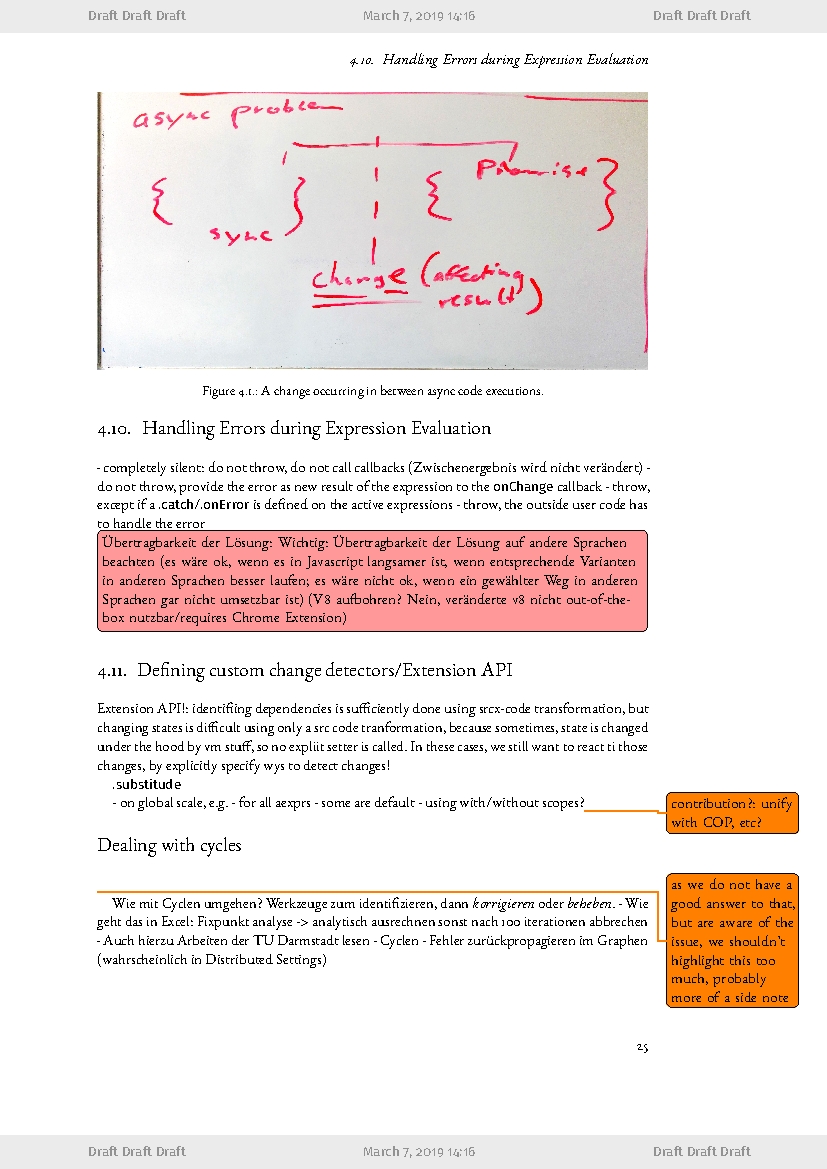 Draft Draft Draft March 7, 2019 14:16 Draft Draft Draft
4.10. Handling Errors during Expression Evaluation
async problem
{ } { Promise }
sync
change (affecting
result)
Figure 4.1.: A change occurring in between async code executions.
4.10. Handling Errors during Expression Evaluation
- completely silent: do not throw, do not call callbacks (Zwischenergebnis wird nicht verändert) -
do not throw, provide the error as new result of the expression to the onChange callback - throw,
except if a .catch/.onError is defined on the active expressions - throw, the outside user code has
to handle the error
Übertragbarkeit der Lösung: Wichtig: Übertragbarkeit der Lösung auf andere Sprachen
beachten (es wäre ok, wenn es in Javascript langsamer ist, wenn entsprechende Varianten
in anderen Sprachen besser laufen; es wäre nicht ok, wenn ein gewählter Weg in anderen
Sprachen gar nicht umsetzbar ist) (V8 aufbohren? Nein, veränderte v8 nicht out-of-the-
box nutzbar/requires Chrome Extension)
4.11. Defining custom change detectors/Extension API
Extension API!: identifiing dependencies is sufficiently done using srcx-code transformation, but
changing states is difficult using only a src code tranformation, because sometimes, state is changed
under the hood by vm stuff, so no expliit setter is called. In these cases, we still want to react ti those
changes, by explicitly specify wys to detect changes!
.substitude
- on global scale, e.g. - for all aexprs - some are default - using with/without scopes?
contribution?: unify
with COP, etc?
Dealing with cycles
Wie mit Cyclen umgehen? Werkzeuge zum identifizieren, dann korrigieren oder beheben. - Wie
geht das in Excel: Fixpunkt analyse -> analytisch ausrechnen sonst nach 100 iterationen abbrechen
- Auch hierzu Arbeiten der TU Darmstadt lesen - Cyclen - Fehler zurückpropagieren im Graphen
(wahrscheinlich in Distributed Settings)
as we do not have a
good answer to that,
but are aware of the
issue, we shouldn't
highlight this too
much, probably
more of a side note
25
Draft Draft Draft March 7, 2019 14:16 Draft Draft Draft